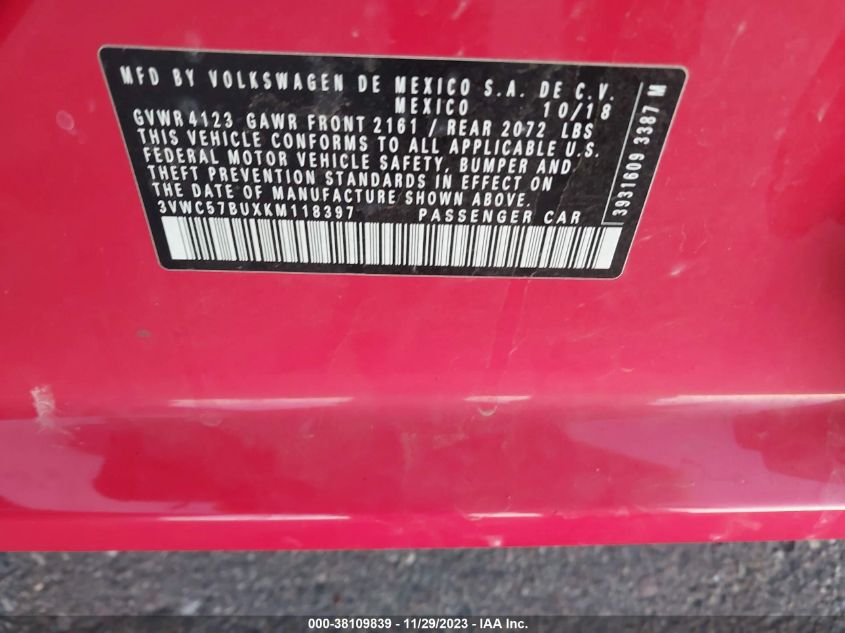 MFD BY VOLKSWAGEN DE MEXICO S.A. DE C.V.
MEXICO 10/18
GVWR 4123 GAWR FRONT 2161 / REAR 2072 LBS
THIS VEHICLE CONFORMS TO ALL APPLICABLE U.S.
FEDERAL MOTOR VEHICLE SAFETY, BUMPER AND
THEFT PREVENTION STANDARDS IN EFFECT ON
THE DATE OF MANUFACTURE SHOWN ABOVE.
3VWC57BUXKM118397 PASSENGER CAR
3931609 3387 M
000-38109839 - 11/29/2023 - IAA Inc.